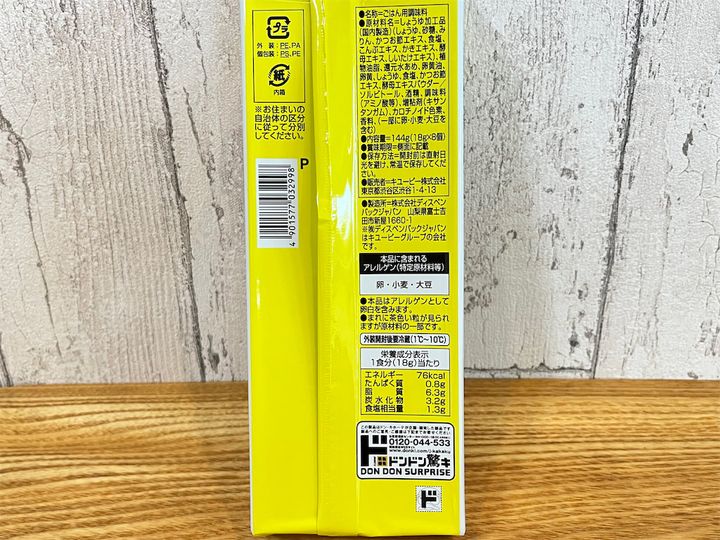 プラ
外 装：PE,PA
個包装：PS,PE
紙
内箱
※お住まいの
自治体の区分
に従って分別
してください。
P
4 901577 032998
●名称=ごはん用調味料
●原材料名=しょうゆ加工品
(国内製造)(しょうゆ、砂糖、み
りん、かつお節エキス、食塩、
こんぶエキス、かきエキス、酵
母エキス、しいたけエキス)、植
物油脂、還元水あめ、卵黄油、
卵黄、しょうゆ、食塩、かつお節
エキス、酵母エキスパウダー/
ソルビトール、酒精、調味料
(アミノ酸等)、増粘剤(キサン
タンガム)、カロチノイド色素、
香料、(一部に卵・小麦・大豆を
含む)
●内容量=144g(18g×8個)
●賞味期限=側面に記載
●保存方法=開封前は直射日
光を避け、常温で保存してくださ
い。
●販売者=キユーピー株式会社
東京都渋谷区渋谷1-4-13
●製造所=株式会社ディスペン
パックジャパン 山梨県富士吉
田市新屋1660-1
※㈱ディスペンパックジャパン
はキユーピーグループの会社
です。
本品に含まれる
アレルゲン(特定原材料等)
卵・小麦・大豆
●本品はアレルゲンとして
卵白を含みます。
●まれに茶色い粒が見られ
ますが原材料の一部です。
外装開封後要冷蔵(1℃~10℃)
栄養成分表示
1食分(18g)当たり
エネルギー 76kcal
たんぱく質 0.8g
脂 質 6.3g
炭水化物 3.2g
食塩相当量 1.3g
0120-044-533
www.donki.com/j-kakaku
ド
ドンドン驚キ
DON DON SURPRISE
ド